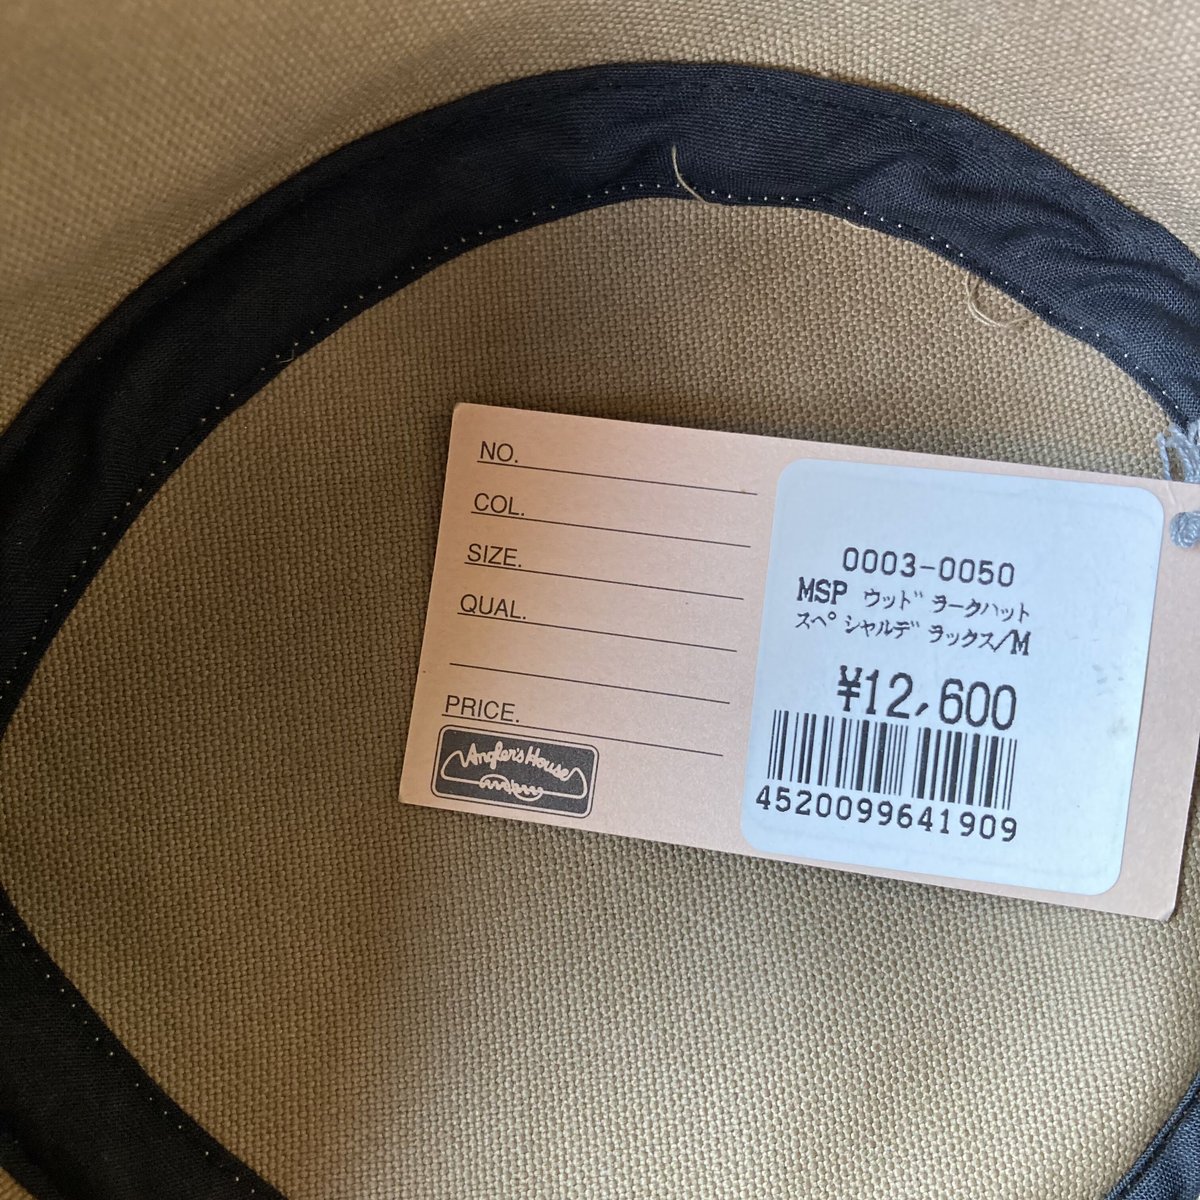 NO.
COL.
SIZE.
QUAL.
PRICE.
Angler's House
0003-0050
MSP ウッドラークハット
スペシャルデラックス/M
¥12,600
4520099641909